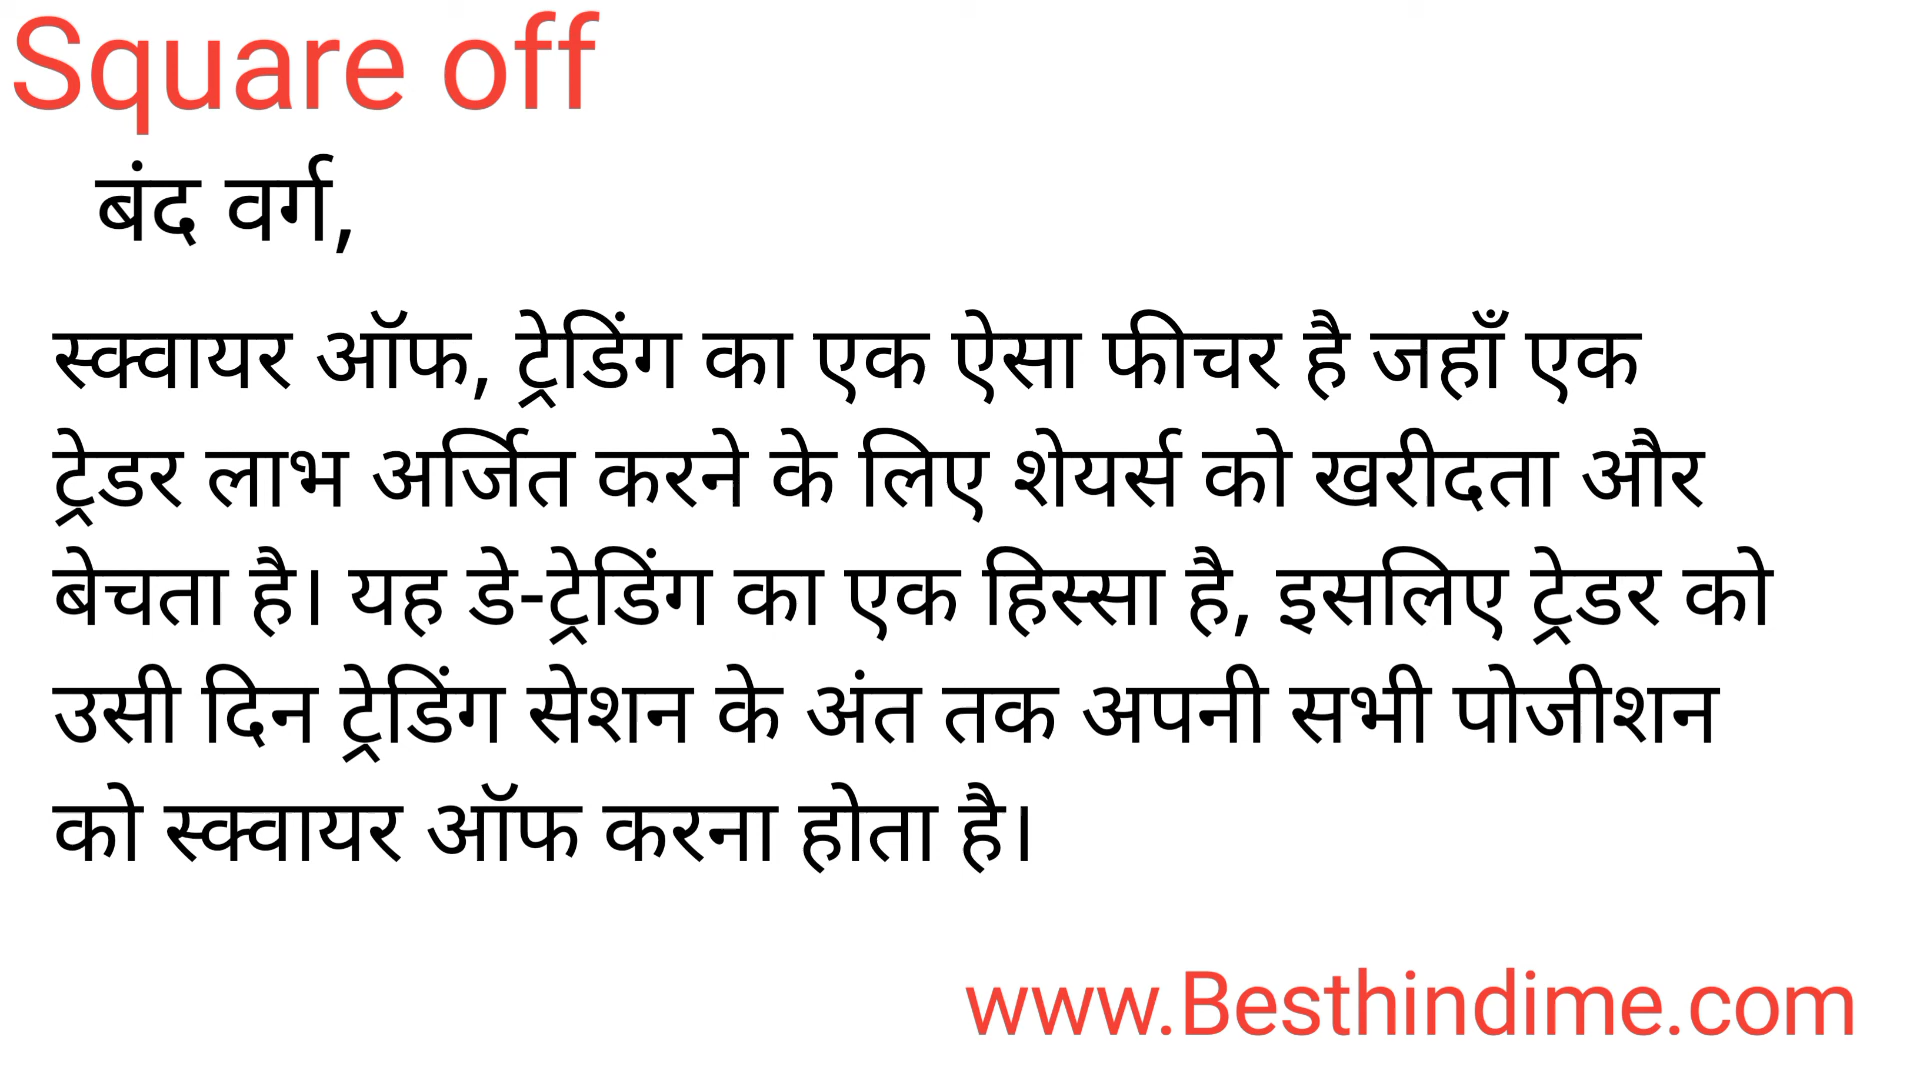 Square off
बंद वर्ग,
स्क्वायर ऑफ, ट्रेडिंग का एक ऐसा फीचर है जहाँ एक
ट्रेडर लाभ अर्जित करने के लिए शेयर्स को खरीदता और
बेचता है। यह डे-ट्रेडिंग का एक हिस्सा है, इसलिए ट्रेडर को
उसी दिन ट्रेडिंग सेशन के अंत तक अपनी सभी पोजीशन
को स्क्वायर ऑफ करना होता है।
www.Besthindime.com